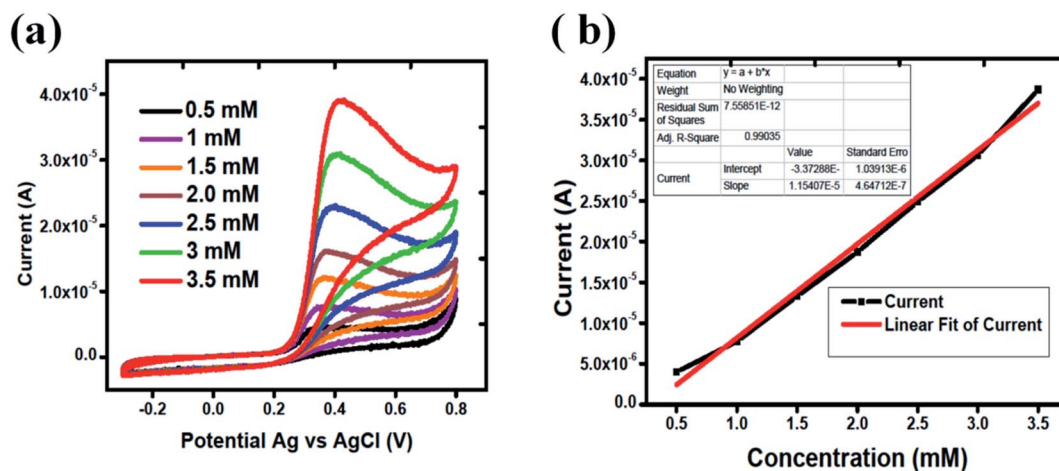 (a)
Current (A)
4.0x10⁻⁵
3.0x10⁻⁵
2.0x10⁻⁵
1.0x10⁻⁵
0.0
0.5 mM
1 mM
1.5 mM
2.0 mM
2.5 mM
3 mM
3.5 mM
-0.2 0.0 0.2 0.4 0.6 0.8
Potential Ag vs AgCl (V)
( b)
Current (A)
4.0x10⁻⁵
3.5x10⁻⁵
3.0x10⁻⁵
2.5x10⁻⁵
2.0x10⁻⁵
1.5x10⁻⁵
1.0x10⁻⁵
5.0x10⁻⁶
0.0
Equation y = a + b*x
Weight No Weighting
Residual Sum of Squares 7.55851E-12
Adj. R-Square 0.99035
Value Standard Erro
Current Intercept -3.37288E- 1.03913E-6
Slope 1.15407E-5 4.64712E-7
Current
Linear Fit of Current
0.5 1.0 1.5 2.0 2.5 3.0 3.5
Concentration (mM)